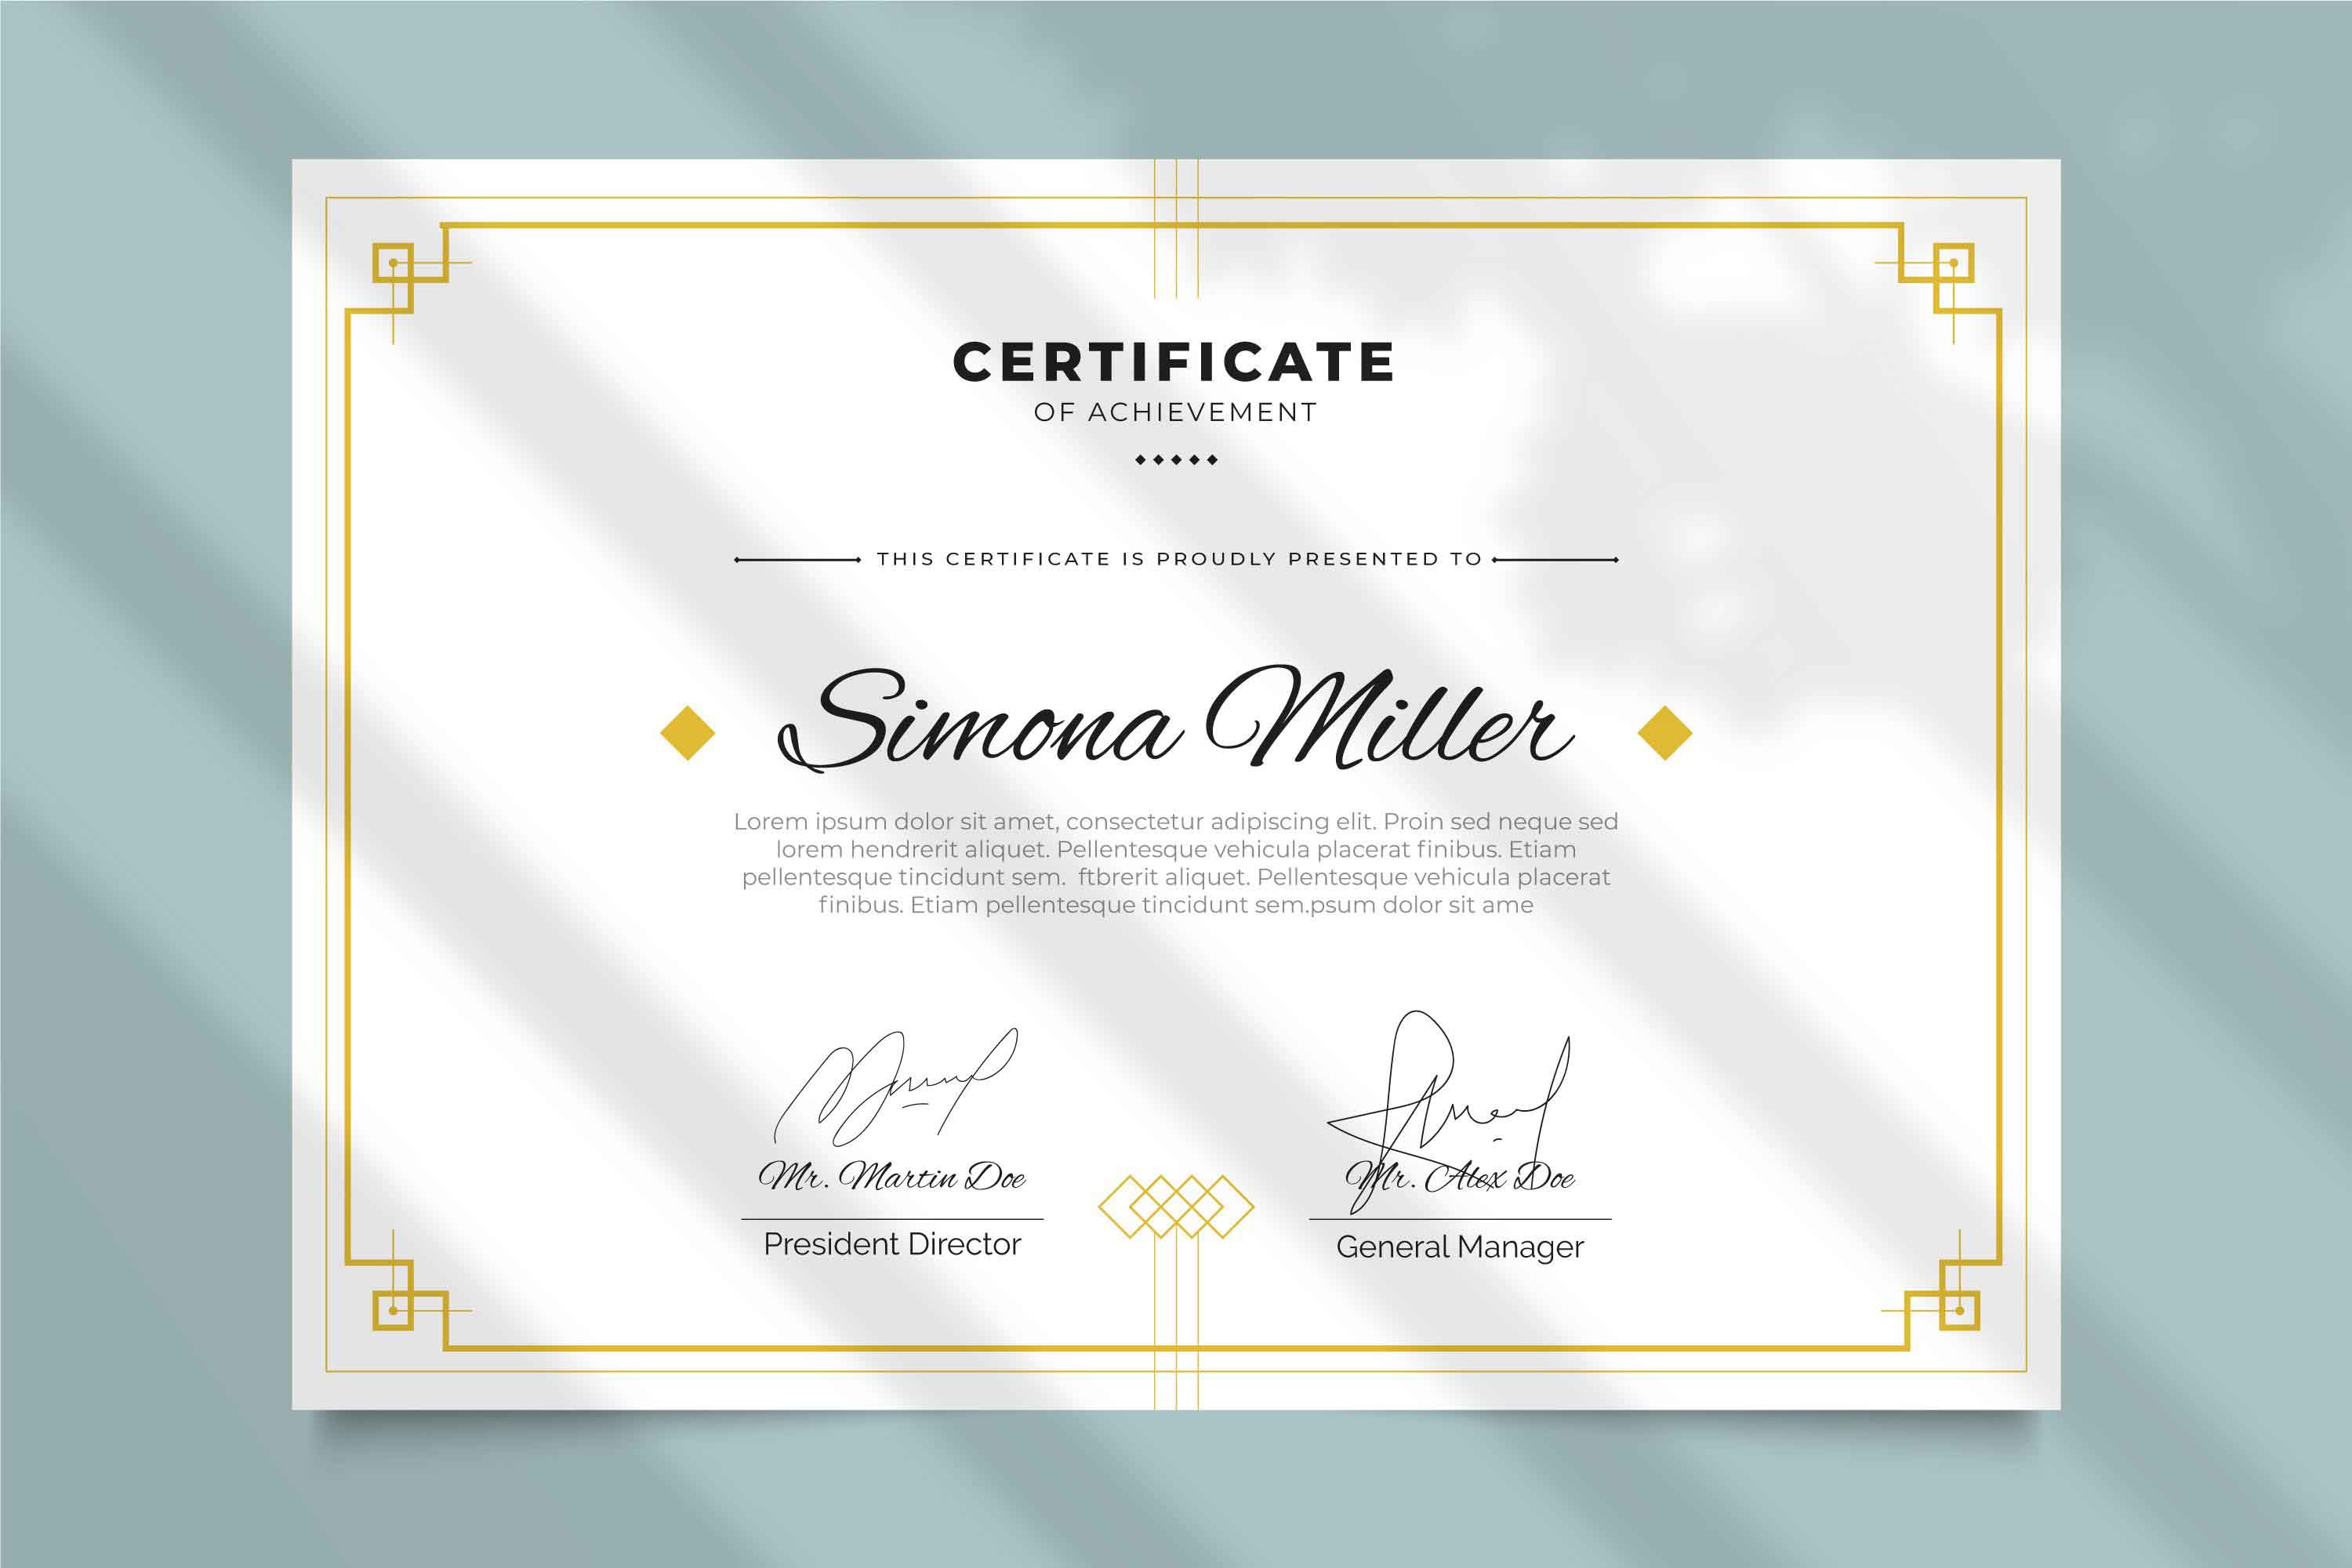 CERTIFICATE
OF ACHIEVEMENT
THIS CERTIFICATE IS PROUDLY PRESENTED TO
Simona Miller
Lorem ipsum dolor sit amet, consectetur adipiscing elit. Proin sed neque sed
lorem hendrerit aliquet. Pellentesque vehicula placerat finibus. Etiam
pellentesque tincidunt sem.  ftbrerit aliquet. Pellentesque vehicula placerat
finibus. Etiam pellentesque tincidunt sem.psum dolor sit ame
Mr. Martin Doe
President Director
Mr. Alex Doe
General Manager